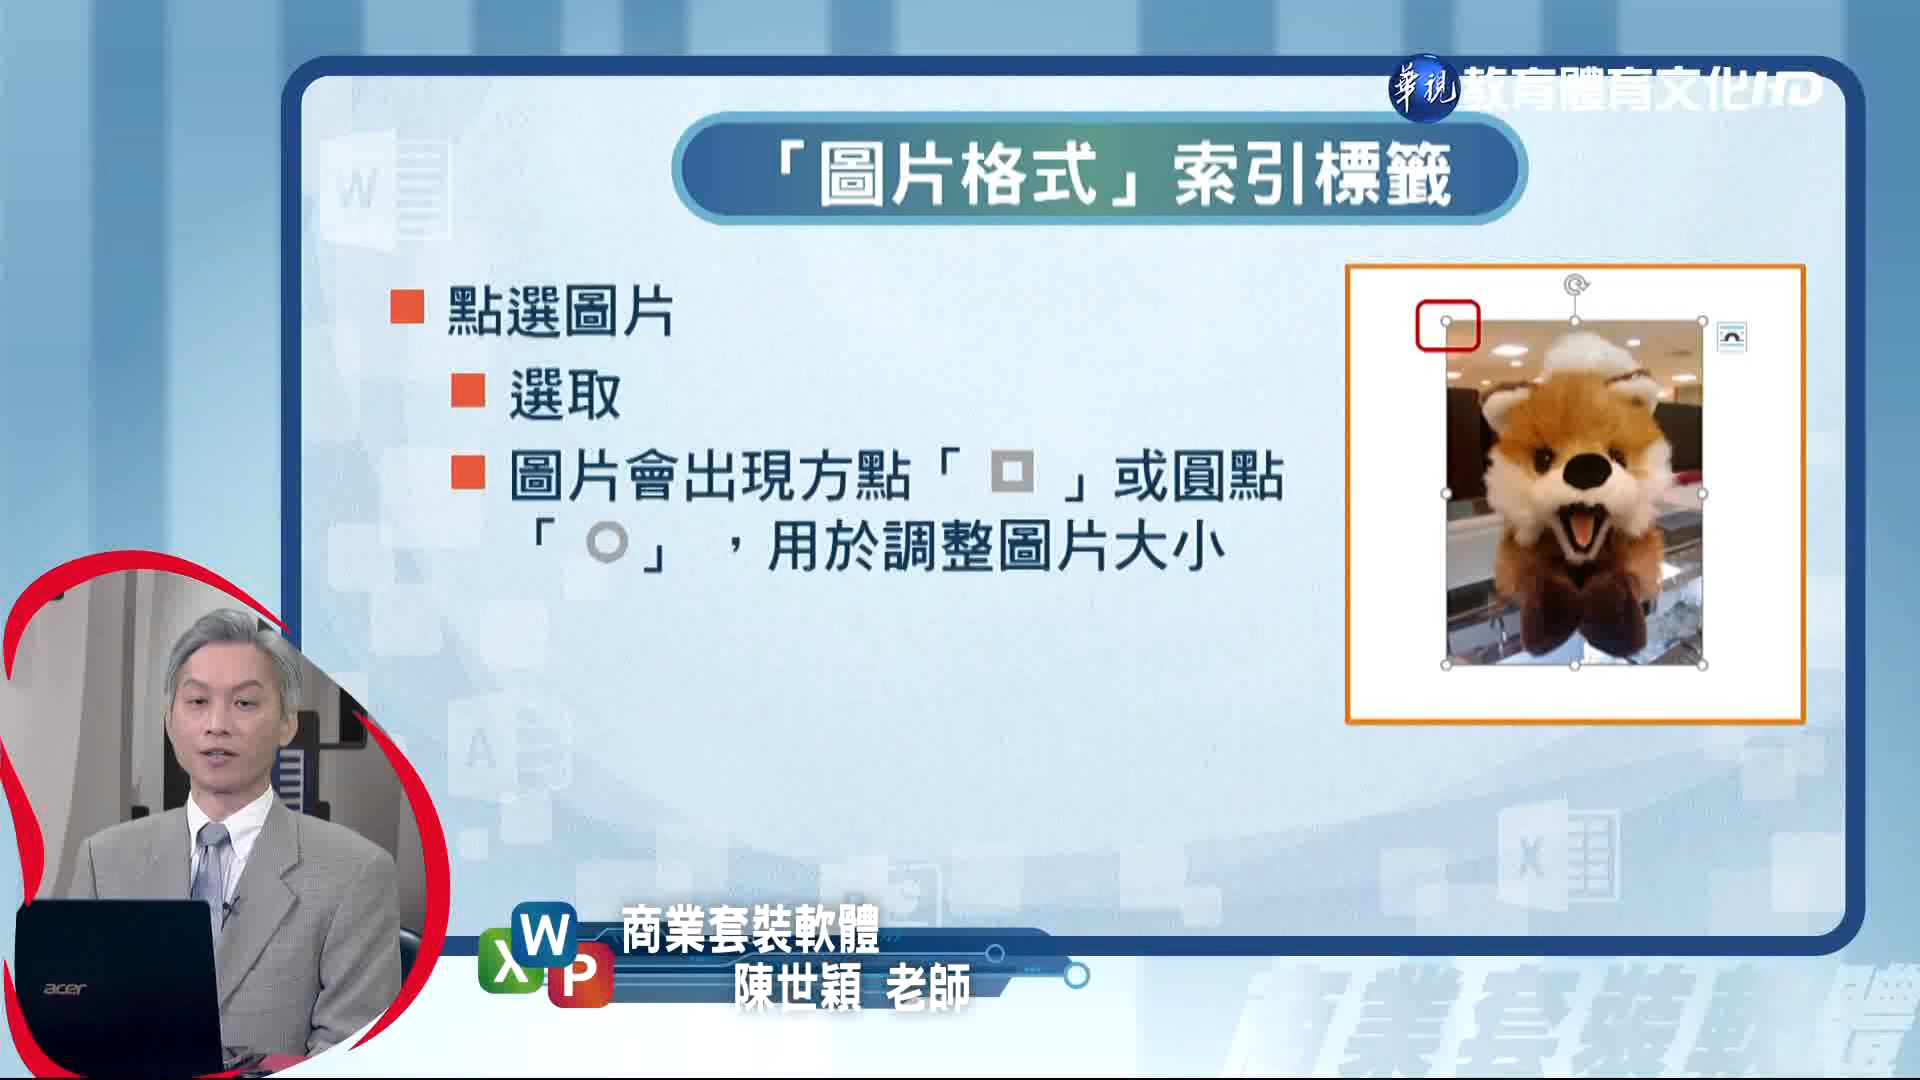 華視 教育體育文化HD
「圖片格式」索引標籤
點選圖片
選取
圖片會出現方點「 」或圓點
「 」，用於調整圖片大小
商業套裝軟體
陳世穎 老師
W
X
P
acer
W
A
X
商業套裝軟體